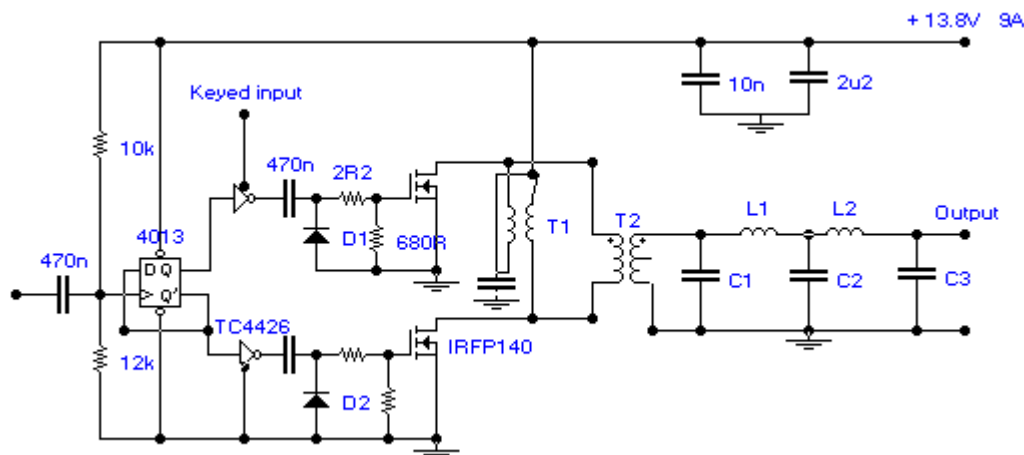 + 13.8V 9A
Keyed input
10n
2u2
10k
470n
2R2
4013
D1
680R
T1
T2
L1
L2
Output
470n
D Q
> Q'
C1
C2
C3
TC4426
IRFP140
12k
D2